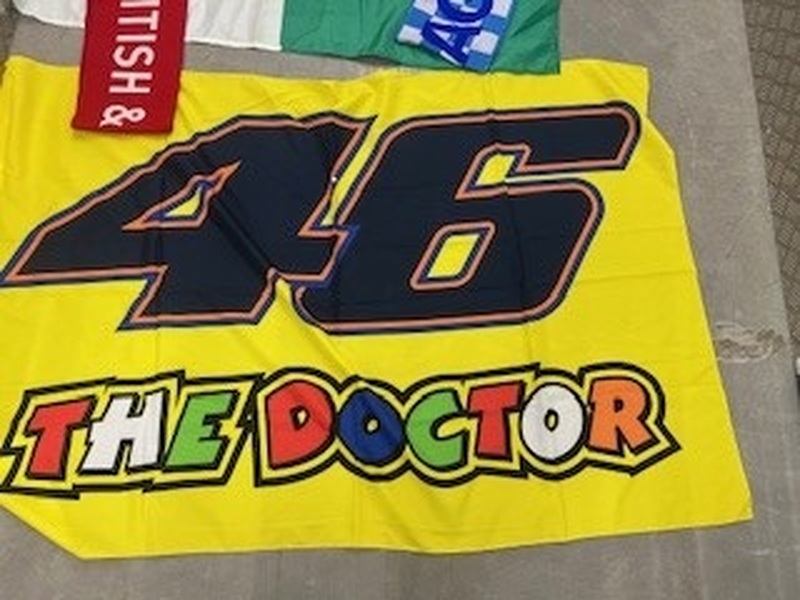 ITISH &
AG
46
THE DOCTOR